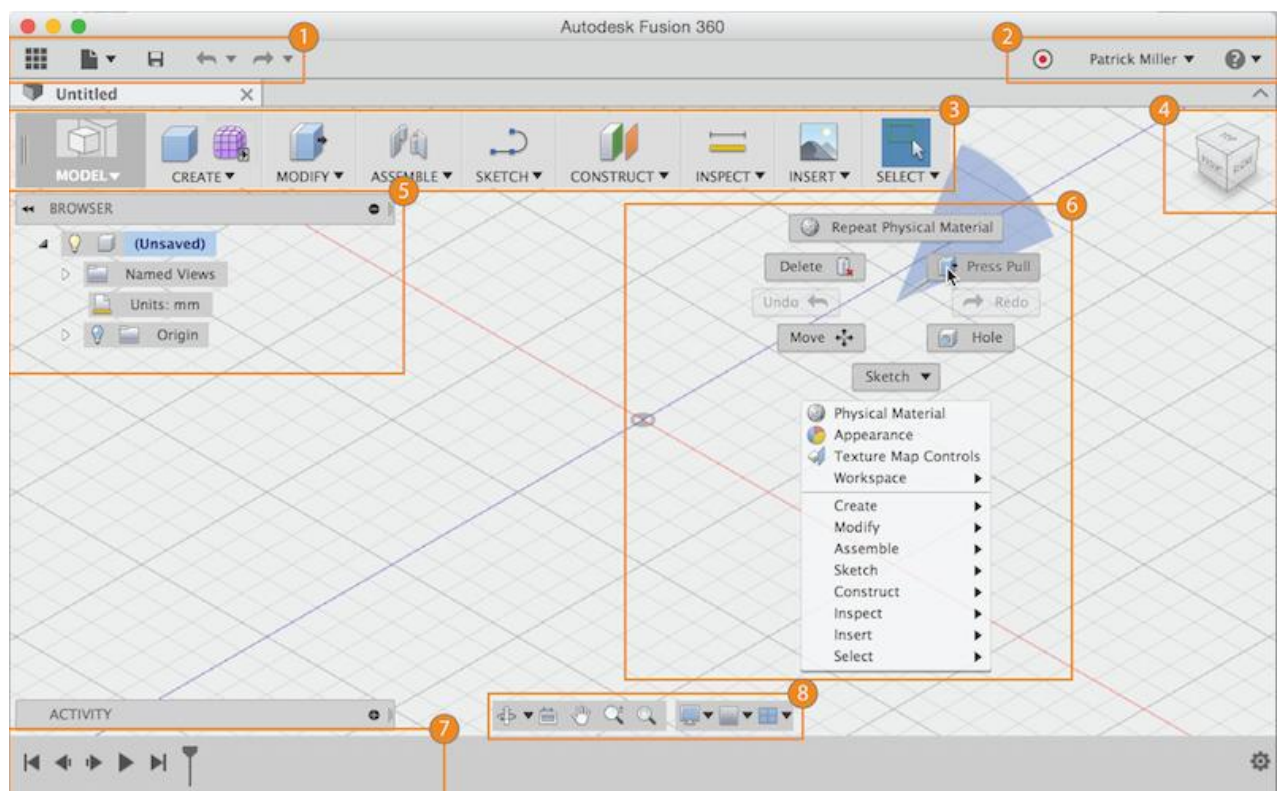 Autodesk Fusion 360
1
2
Patrick Miller
?
Untitled
3
4
MODEL CREATE MODIFY ASSEMBLE SKETCH CONSTRUCT INSPECT INSERT SELECT
TOP
5
BROWSER
6
(Unsaved)
Repeat Physical Material
Named Views
Delete Press Pull
Units: mm
Undo Redo
Origin
Move Hole
Sketch
Physical Material
Appearance
Texture Map Controls
Workspace
Create
Modify
Assemble
Sketch
Construct
Inspect
Insert
Select
8
ACTIVITY
7